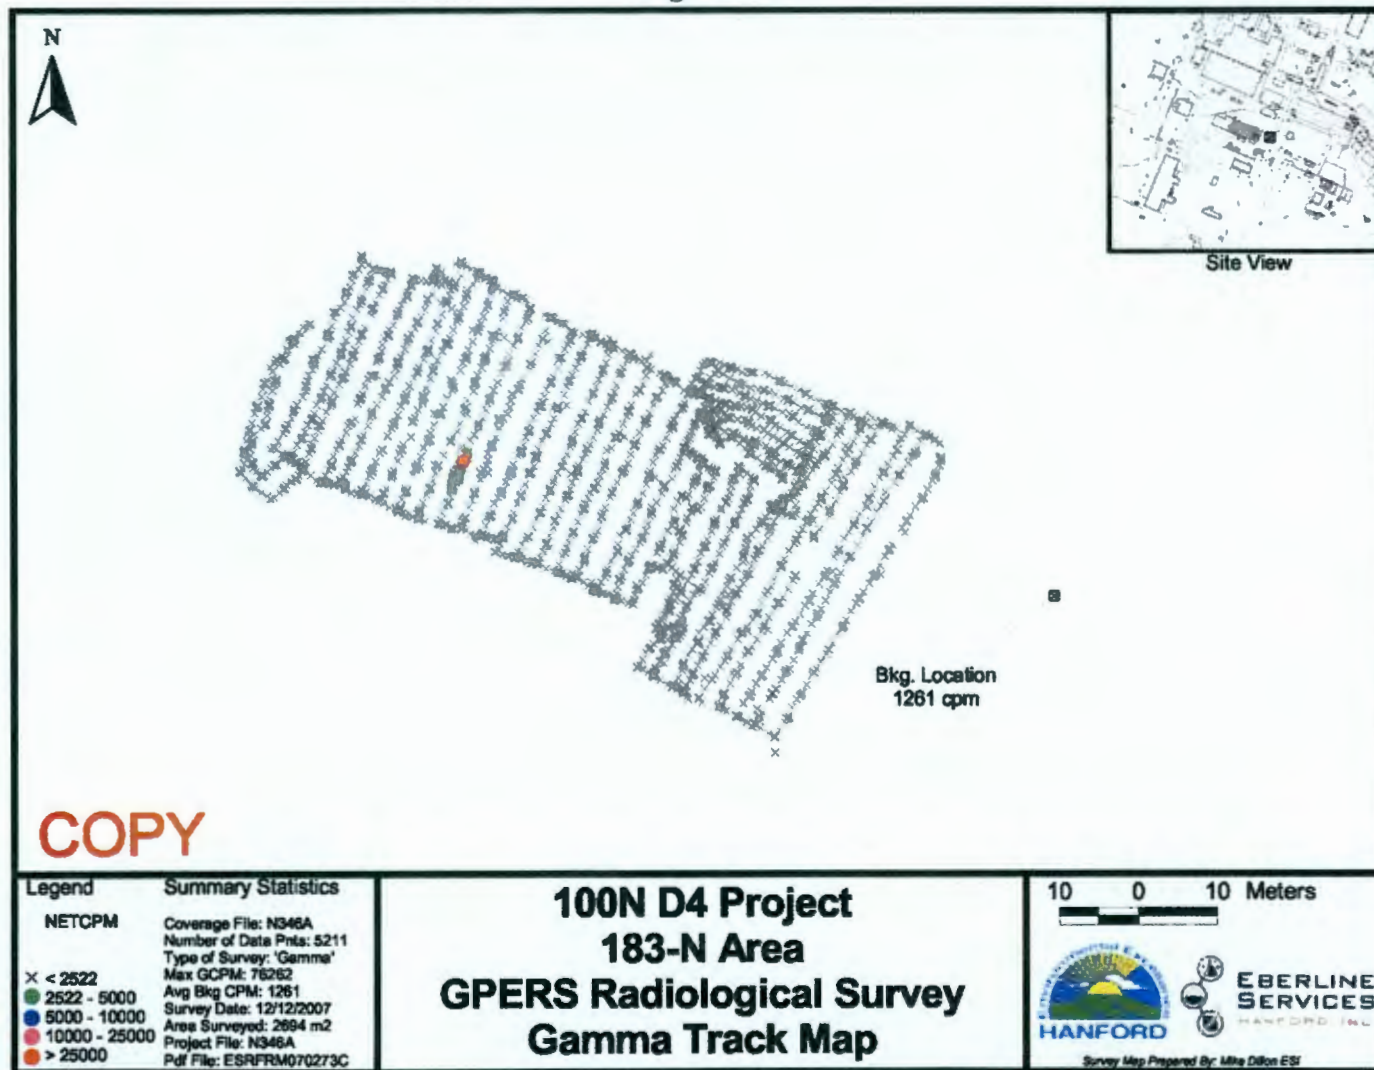 N
Site View
Bkg. Location
1261 cpm
COPY
Legend
NETCPM
< 2522
2522 - 5000
5000 - 10000
10000 - 25000
> 25000
Summary Statistics
Coverage File: N346A
Number of Data Pnts: 5211
Type of Survey: 'Gamma'
Max GCPM: 76262
Avg Bkg CPM: 1261
Survey Date: 12/12/2007
Area Surveyed: 2694 m2
Project File: N346A
Pdf File: ESRFRM070273C
100N D4 Project
183-N Area
GPERS Radiological Survey
Gamma Track Map
10 0 10 Meters
HANFORD
EBERLINE
SERVICES
HANFORD INC
Survey Map Prepared By: Mike Dillon ESI